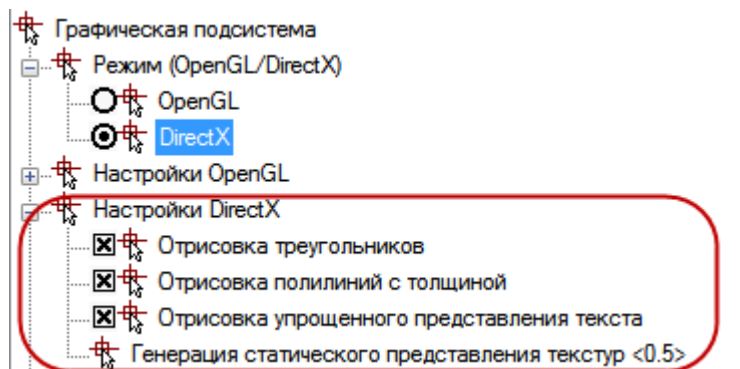 Графическая подсистема
Режим (OpenGL/DirectX)
OpenGL
DirectX
Настройки OpenGL
Настройки DirectX
Отрисовка треугольников
Отрисовка полилиний с толщиной
Отрисовка упрощенного представления текста
Генерация статического представления текстур <0.5>